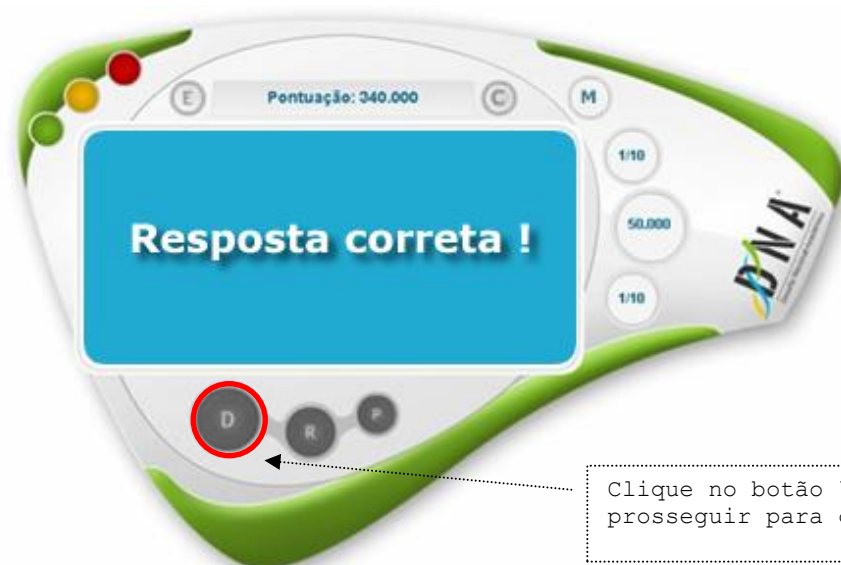 E
Pontuação: 340.000
C
M
1/10
50.000
1/10
DNA
Resposta correta !
D
R
P
Clique no botão
prosseguir para